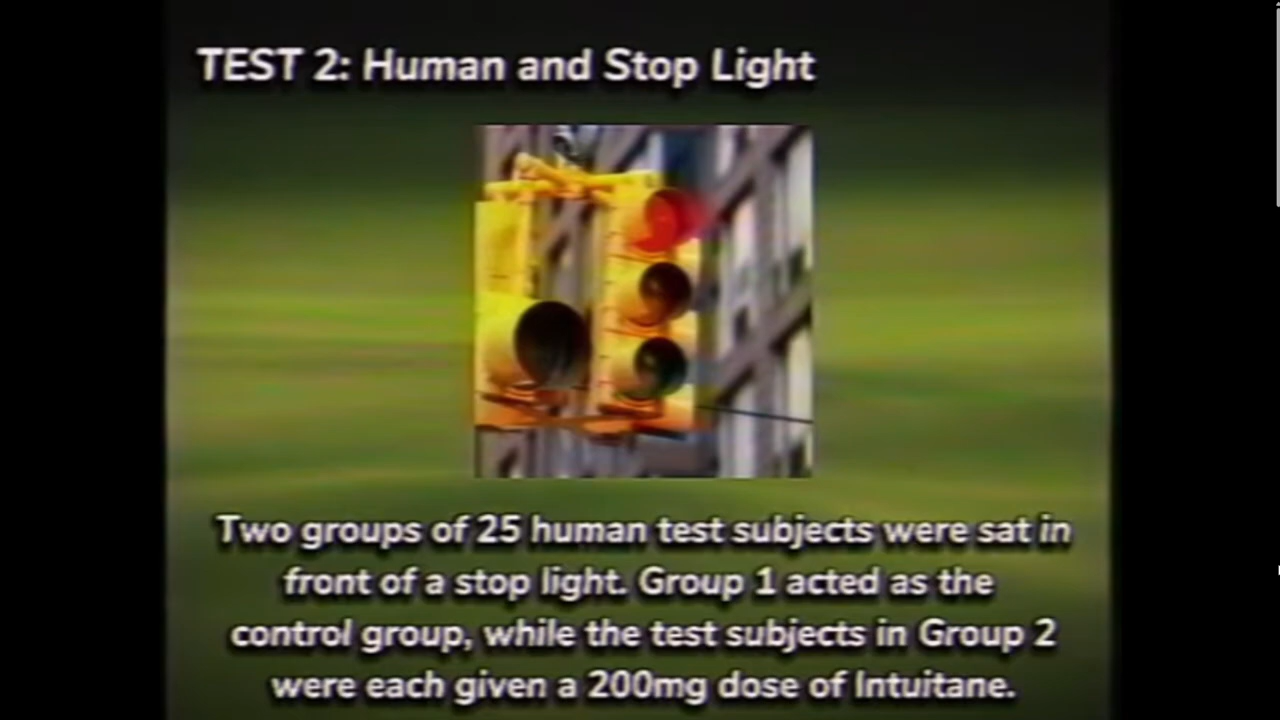 TEST 2: Human and Stop Light
Two groups of 25 human test subjects were sat in
front of a stop light. Group 1 acted as the
control group, while the test subjects in Group 2
were each given a 200mg dose of Intuitane.